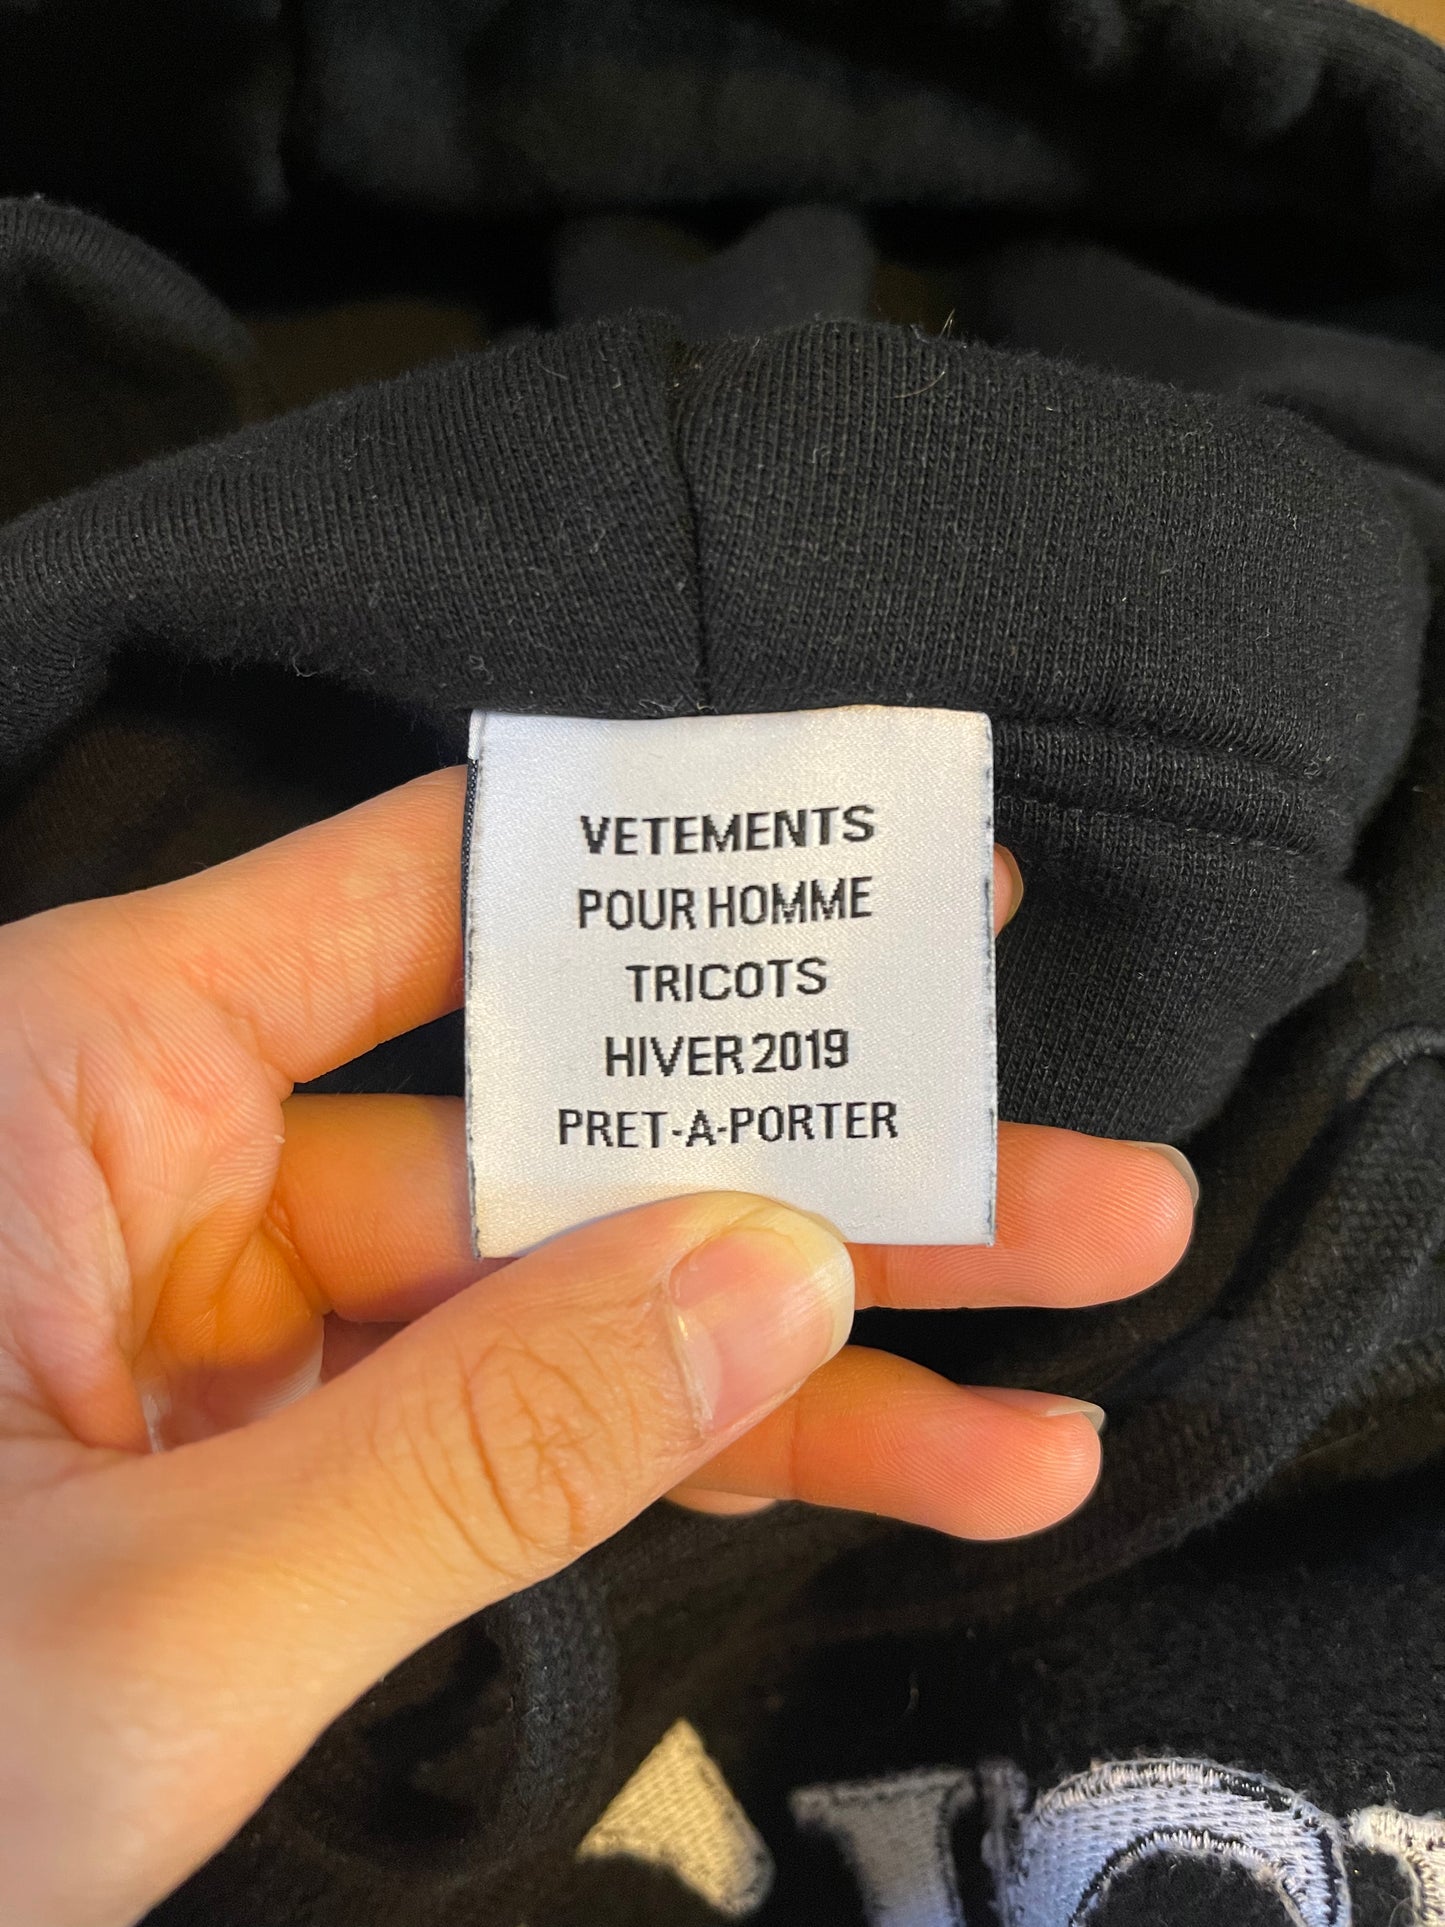 VETEMENTS
POUR HOMME
TRICOTS
HIVER 2019
PRET-A-PORTER